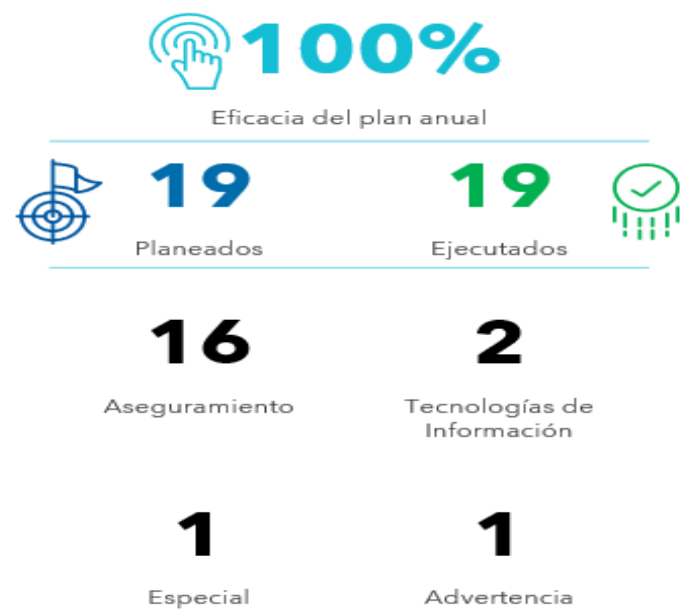 100%
Eficacia del plan anual
19
19
Planeados
Ejecutados
16
2
Aseguramiento
Tecnologías de
Información
1
1
Especial
Advertencia